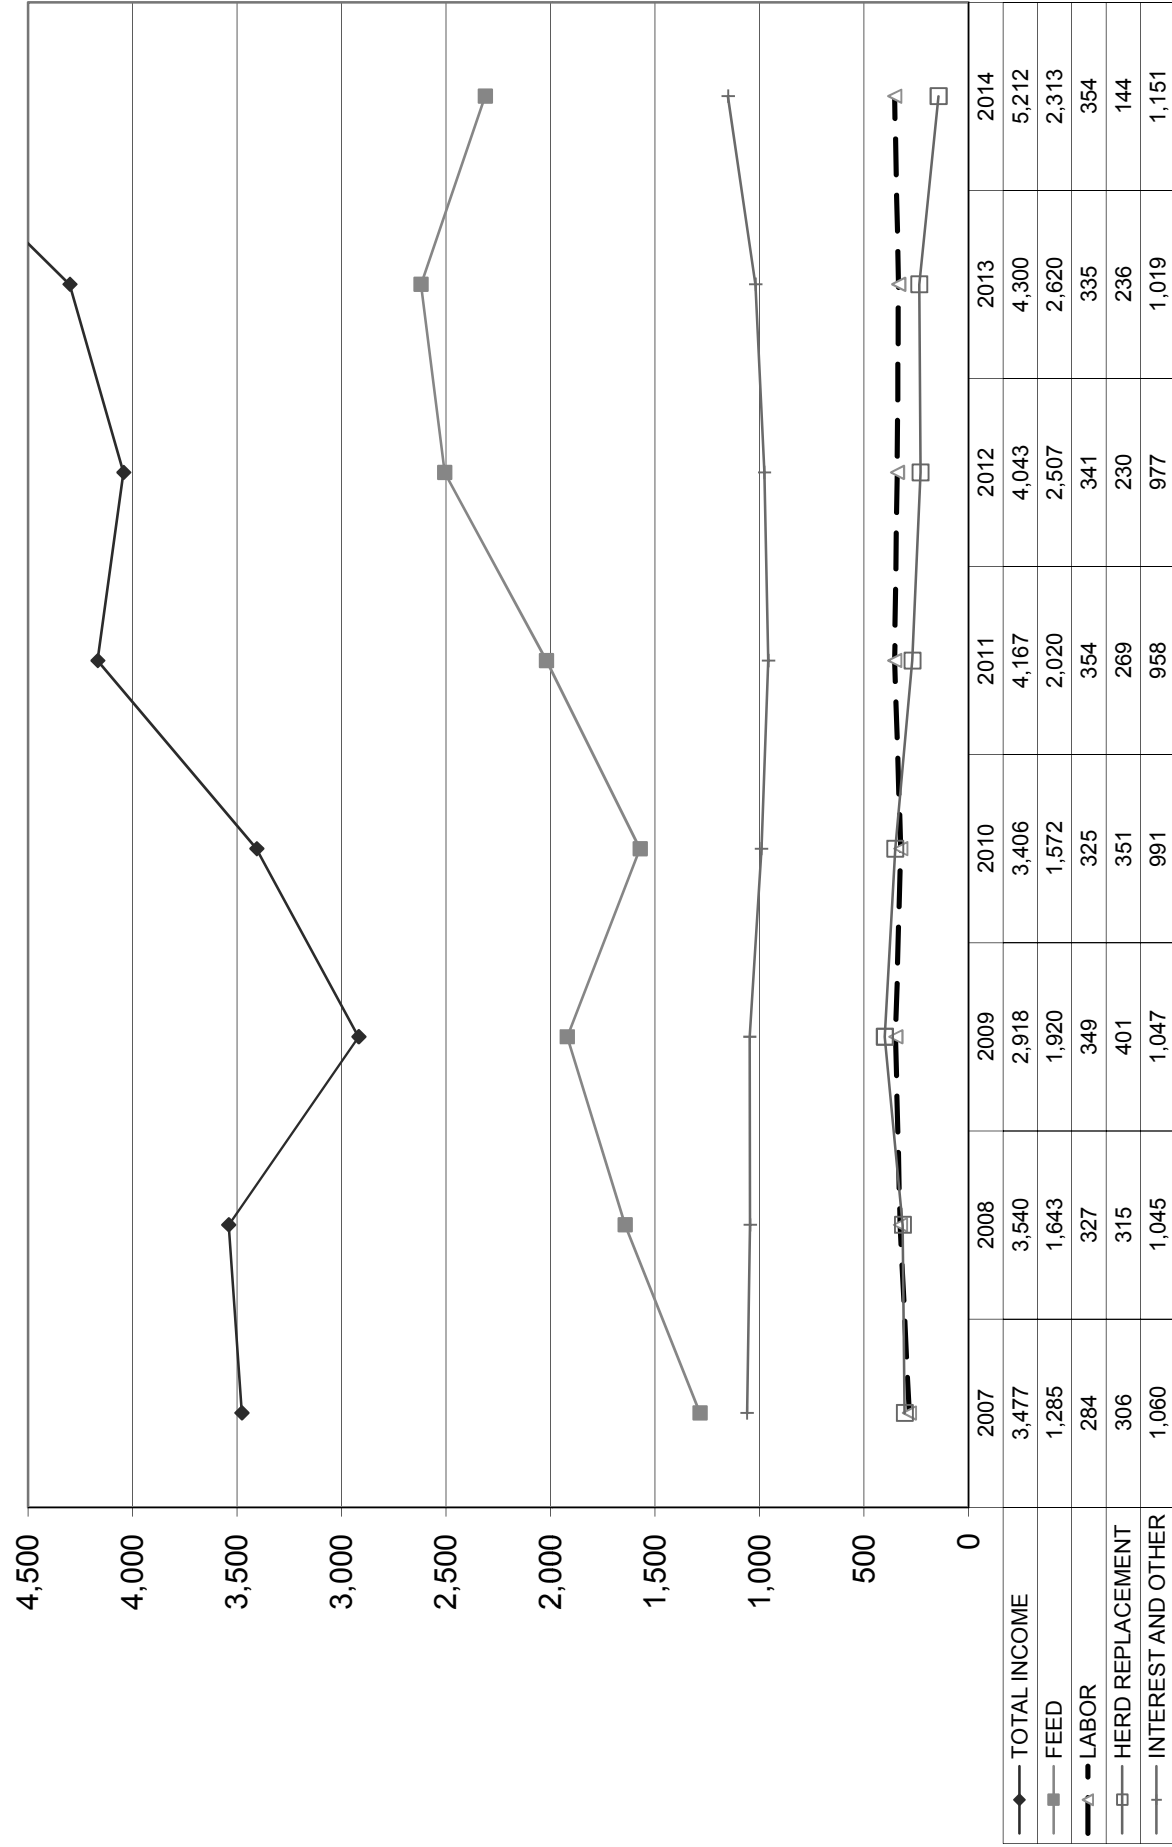 4,500
4,000
3,500
3,000
2,500
2,000
1,500
1,000
500
0
2007 2008 2009 2010 2011 2012 2013 2014
TOTAL INCOME 3,477 3,540 2,918 3,406 4,167 4,043 4,300 5,212
FEED 1,285 1,643 1,920 1,572 2,020 2,507 2,620 2,313
LABOR 284 327 349 325 354 341 335 354
HERD REPLACEMENT 306 315 401 351 269 230 236 144
INTEREST AND OTHER 1,060 1,045 1,047 991 958 977 1,019 1,151